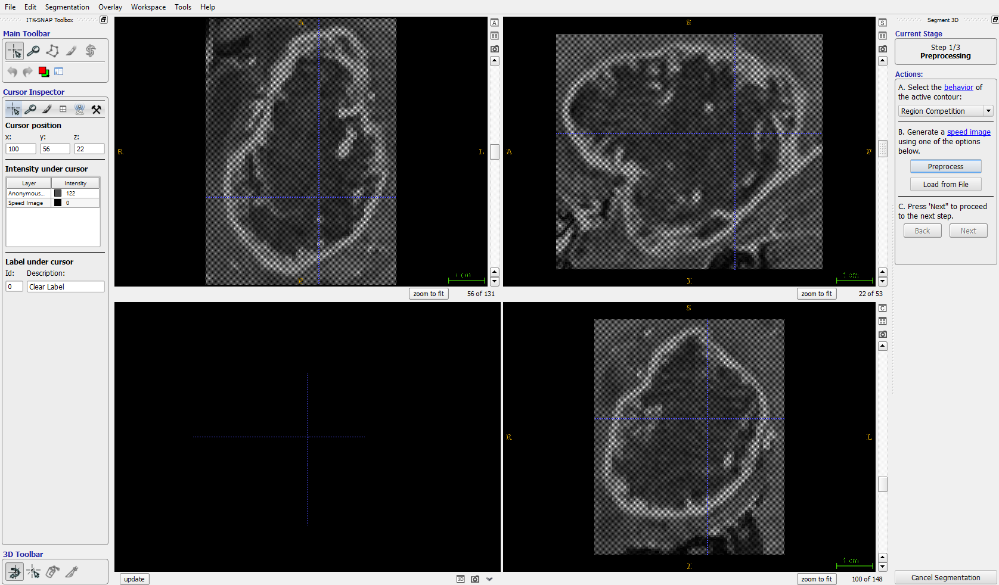 File Edit Segmentation Overlay Workspace Tools Help
ITK-SNAP Toolbox
Main Toolbar
Cursor Inspector
Cursor position
x: y: z:
100 56 22
Intensity under cursor
Layer Intensity
Anonymous... 122
Speed Image 0
Label under cursor
Id: Description:
0 Clear Label
3D Toolbar
A
R
L
P
1 cm
A
zoom to fit 56 of 131
S
A
P
I
1 cm
S
zoom to fit 22 of 53
update
3D
S
R
L
I
1 cm
C
zoom to fit 100 of 148
Segment 3D
Current Stage
Step 1/3
Preprocessing
Actions:
A. Select the behavior of
the active contour:
Region Competition
B. Generate a speed image
using one of the options
below.
Preprocess
Load from File
C. Press 'Next" to proceed
to the next step.
Back Next
Cancel Segmentation